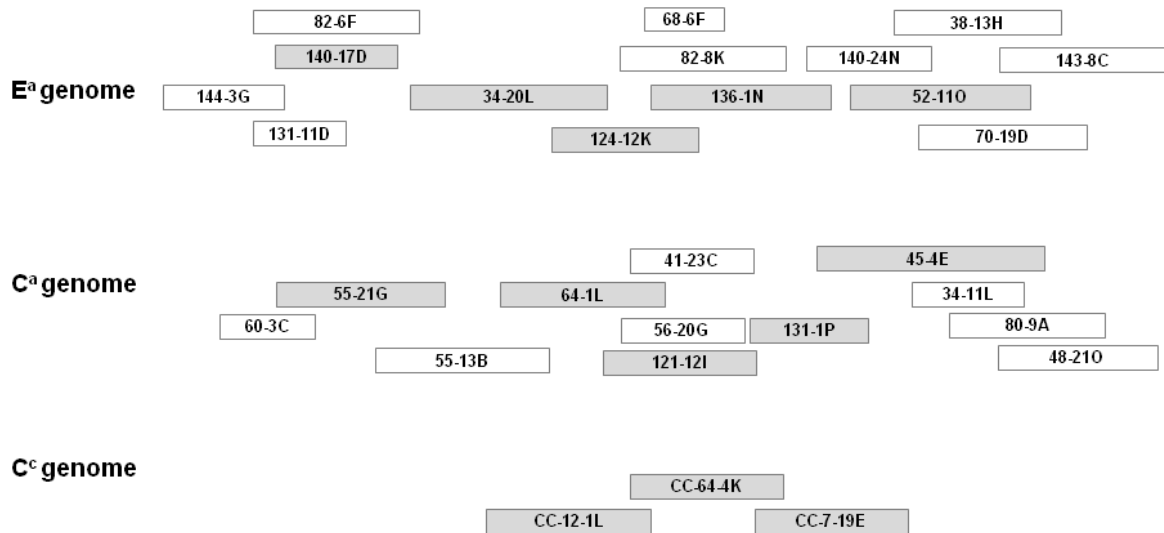 82-6F
68-6F
38-13H
140-17D
82-8K
140-24N
143-8C
Eᵃ genome
144-3G
34-20L
136-1N
52-11O
131-11D
124-12K
70-19D
41-23C
45-4E
Cᵃ genome
55-21G
64-1L
34-11L
60-3C
56-20G
131-1P
80-9A
55-13B
121-12I
48-21O
Cᶜ genome
CC-64-4K
CC-12-1L
CC-7-19E